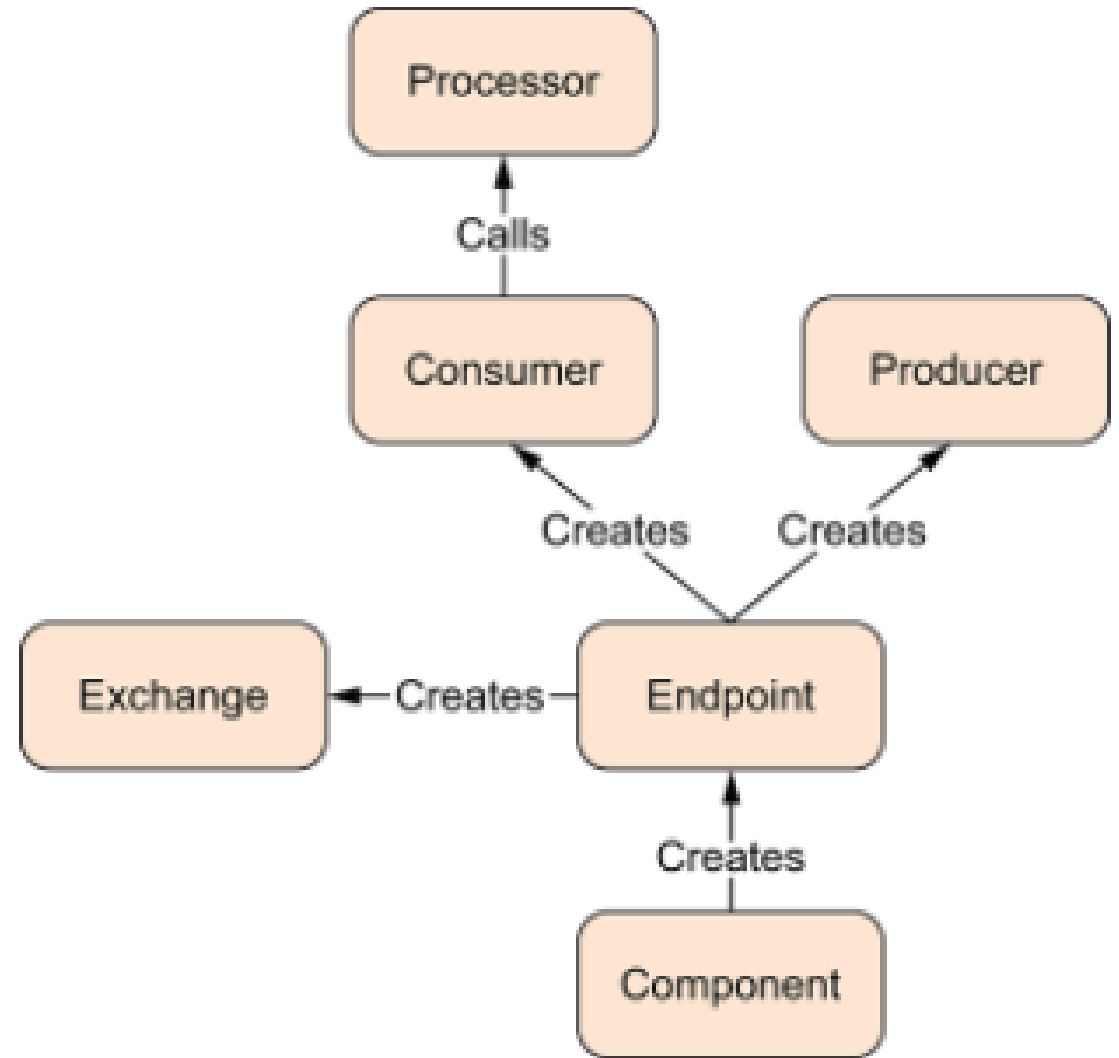 Processor
Calls
Consumer
Producer
Creates
Creates
Exchange
Creates
Endpoint
Creates
Component